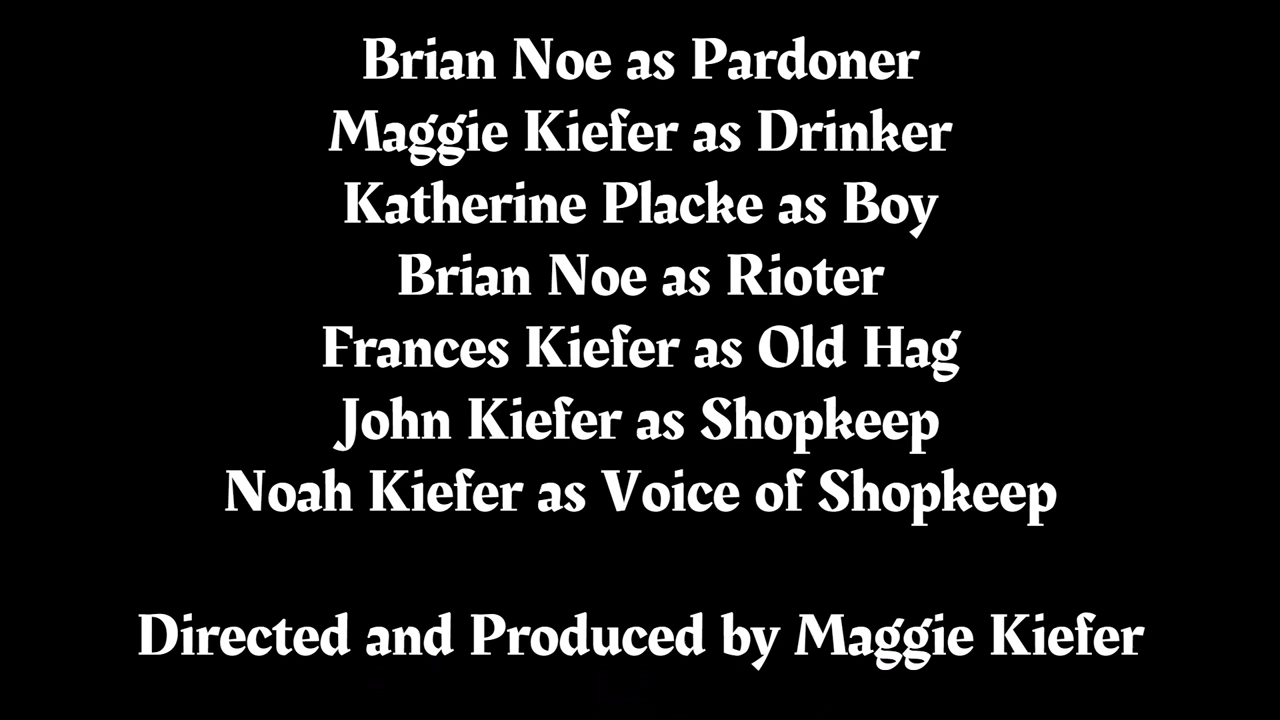 Brian Noe as Pardoner
Maggie Kiefer as Drinker
Katherine Placke as Boy
Brian Noe as Rioter
Frances Kiefer as Old Hag
John Kiefer as Shopkeep
Noah Kiefer as Voice of Shopkeep
Directed and Produced by Maggie Kiefer